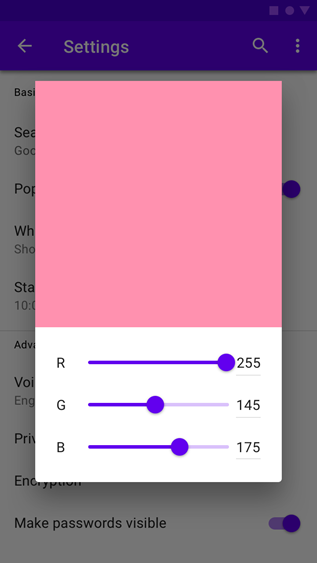 Settings
Basi
Sea
Goo
Pop
Wh
Sho
Sta
10:0
Adva
Voi
Eng
Priv
Encryption
Make passwords visible
R 255
G 145
B 175